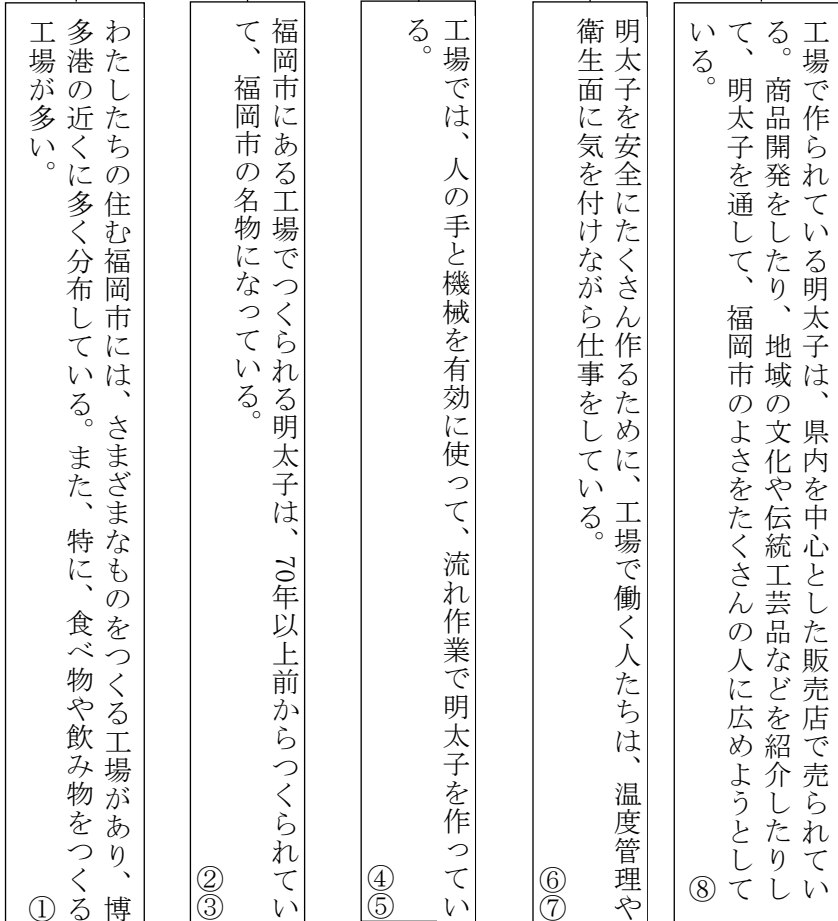 工場で作られている明太子は、県内を中心とした販売店で売られてい
る。商品開発をしたり、地域の文化や伝統工芸品などを紹介したりし
て、明太子を通して、福岡市のよさをたくさんの人に広めようとして
いる。
⑧
明太子を安全にたくさん作るために、工場で働く人たちは、温度管理や
衛生面に気を付けながら仕事をしている。
⑥⑦
工場では、人の手と機械を有効に使って、流れ作業で明太子を作ってい
る。
④⑤
福岡市にある工場でつくられる明太子は、70年以上前からつくられてい
て、福岡市の名物になっている。
②③
わたしたちの住む福岡市には、さまざまなものをつくる工場があり、博
多港の近くに多く分布している。また、特に、食べ物や飲み物をつくる
工場が多い。
①